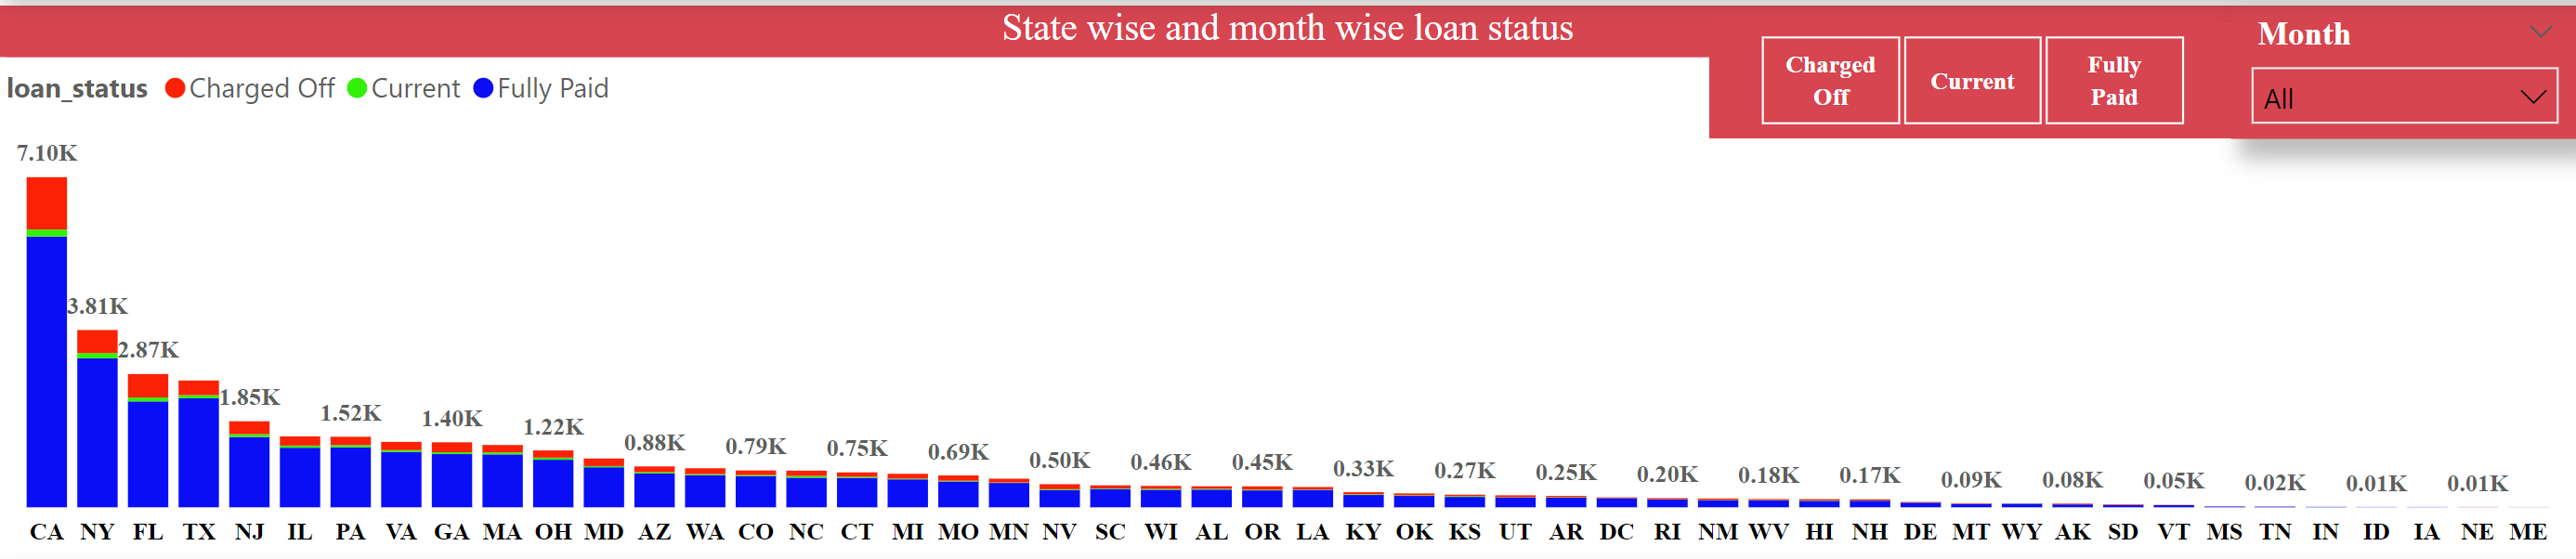 State wise and month wise loan status
Charged
Off
Current
Fully
Paid
Month
All
loan_status Charged Off Current Fully Paid
7.10K
3.81K
2.87K
1.85K
1.52K
1.40K
1.22K
0.88K
0.79K
0.75K
0.69K
0.50K
0.46K
0.45K
0.33K
0.27K
0.25K
0.20K
0.18K
0.17K
0.09K
0.08K
0.05K
0.02K
0.01K
0.01K
CA NY FL TX NJ IL PA VA GA MA OH MD AZ WA CO NC CT MI MO MN NV SC WI AL OR LA KY OK KS UT AR DC RI NM WV HI NH DE MT WY AK SD VT MS TN IN ID IA NE ME